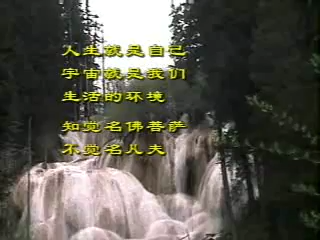 人生就是自己
宇宙就是我们
生活的环境
知觉名佛菩萨
不觉名凡夫